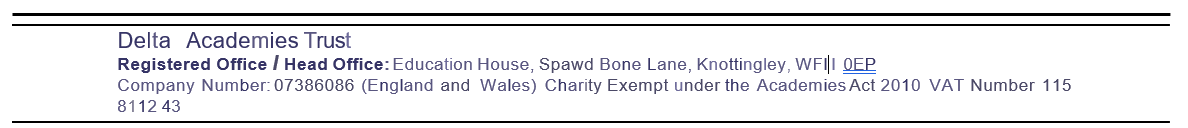 Delta Academies Trust
Registered Office / Head Office: Education House, Spawd Bone Lane, Knottingley, WFI I 0EP
Company Number: 07386086 (England and Wales) Charity Exempt under the Academies Act 2010 VAT Number 115
8112 43